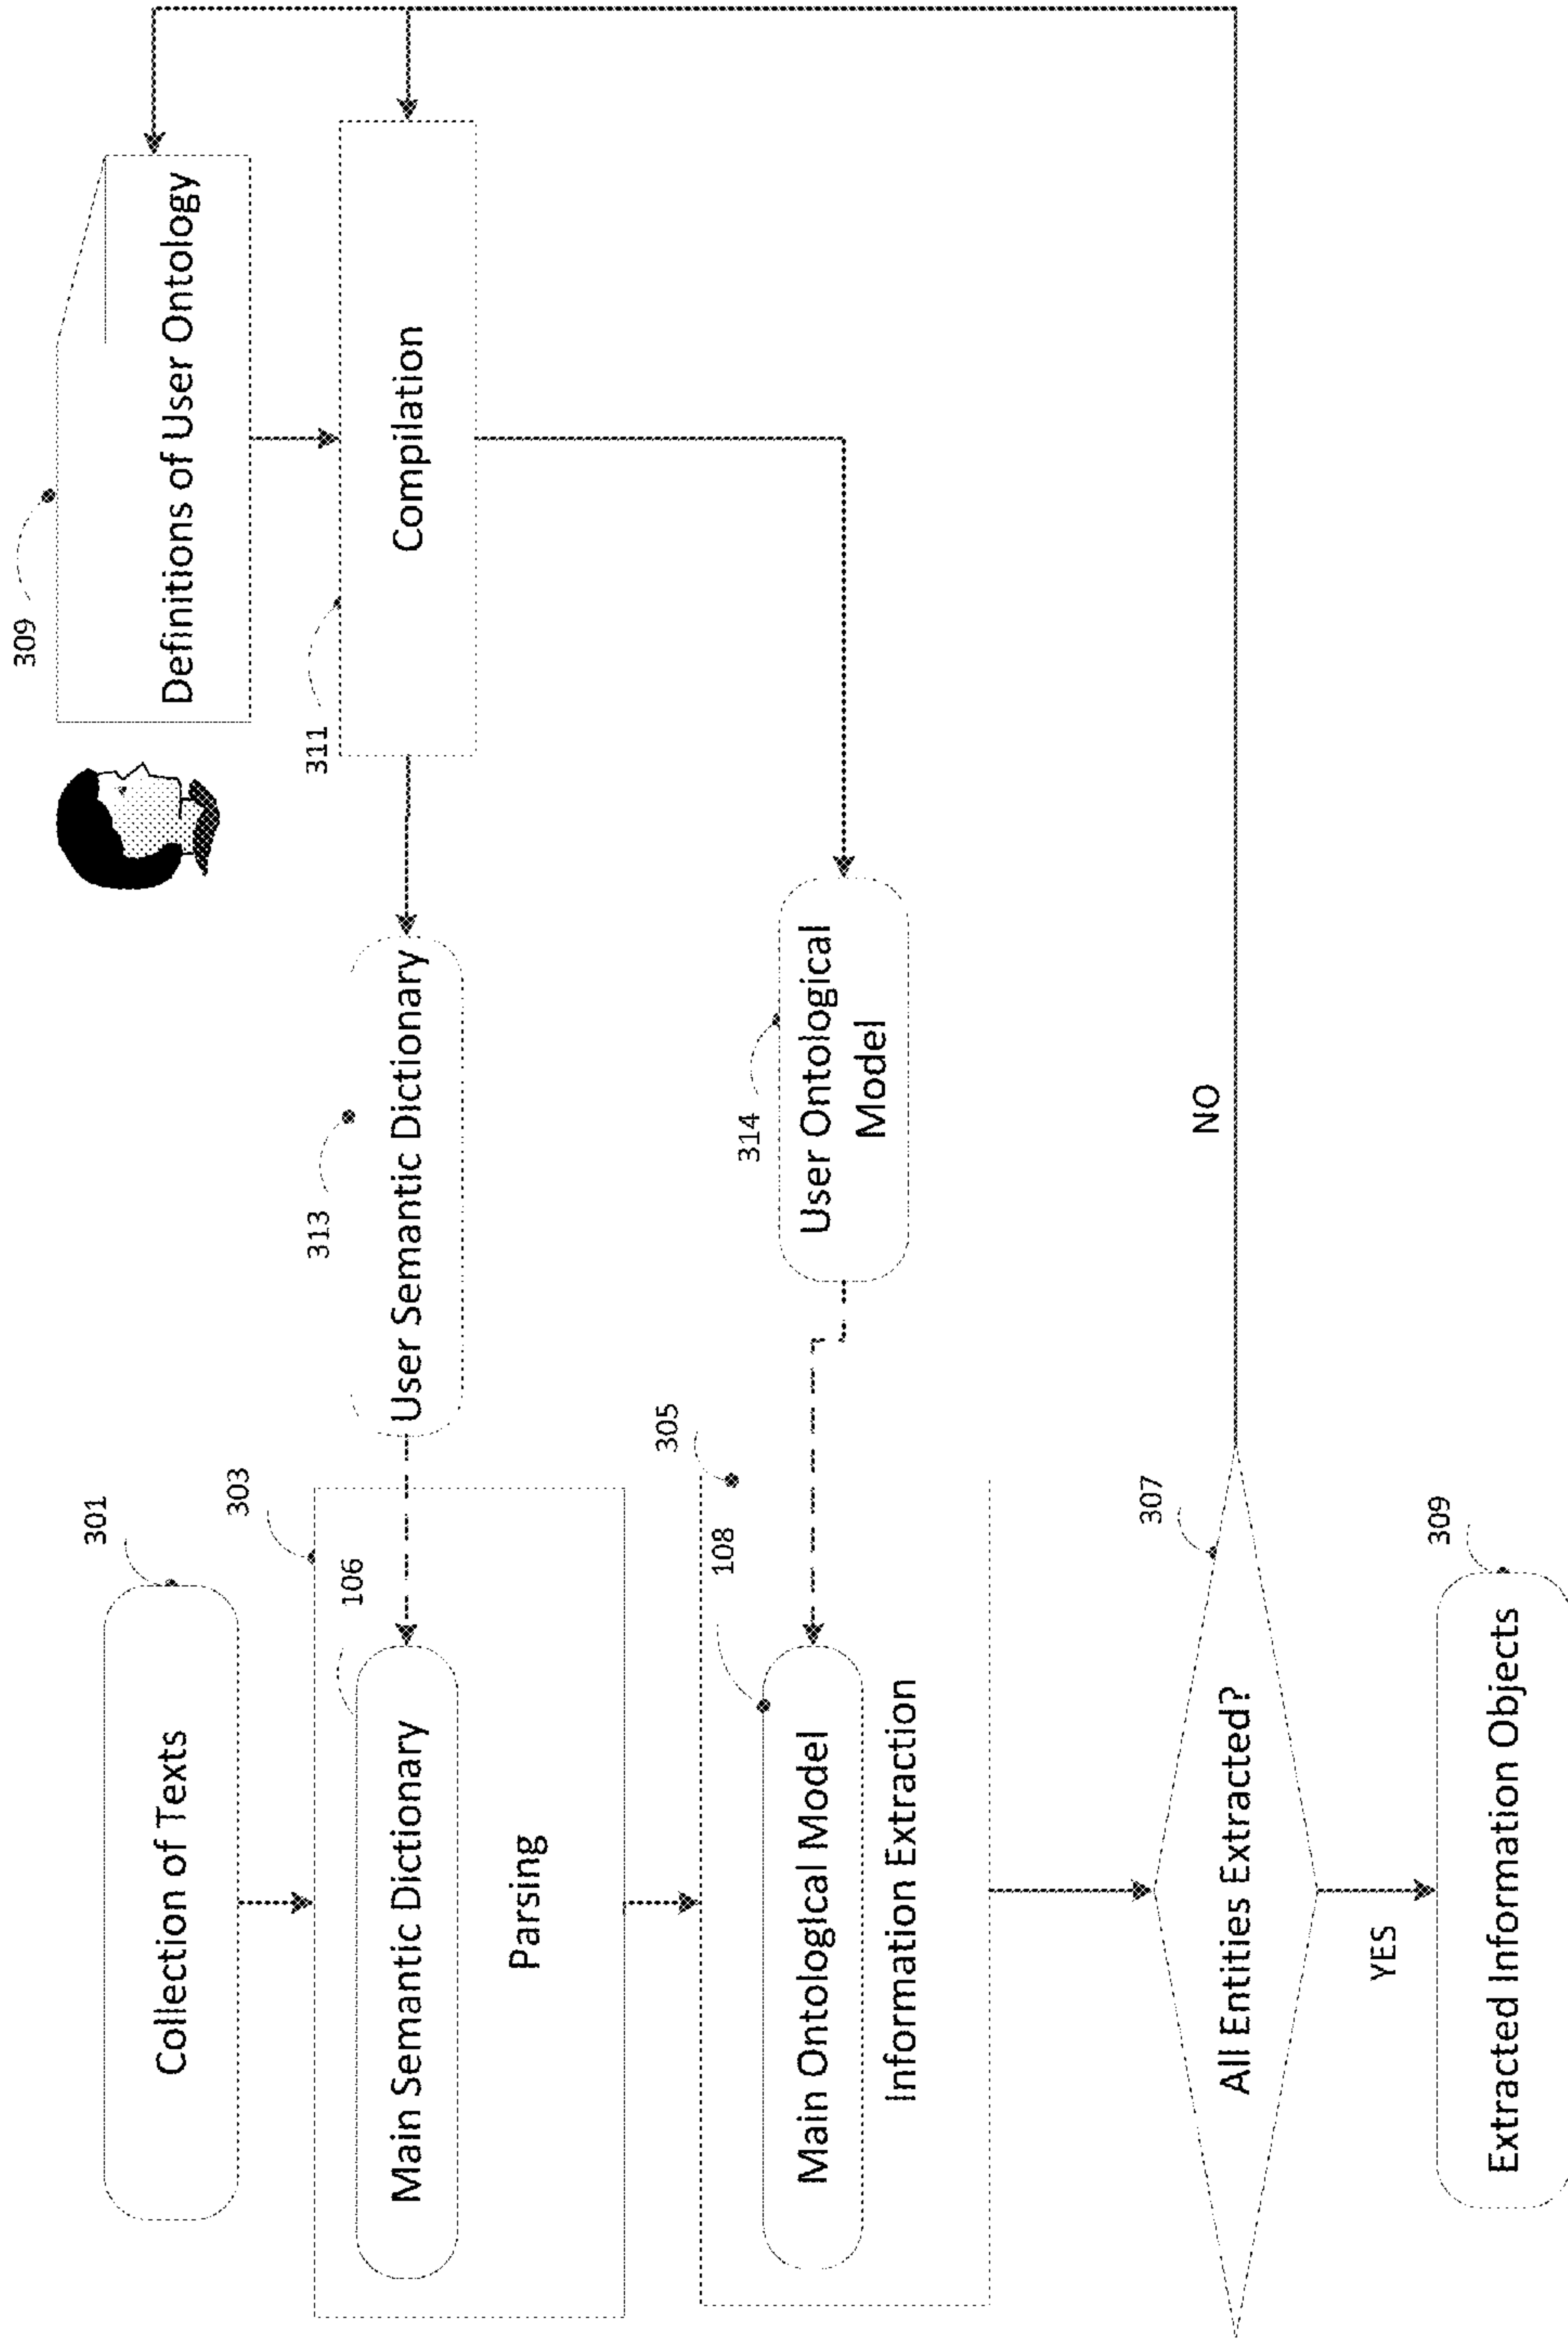 309
Definitions of User Ontology
311
Compilation
301
Collection of Texts
303
106
Main Semantic Dictionary
Parsing
313
User Semantic Dictionary
305
108
Main Ontological Model
Information Extraction
314
User Ontological
Model
307
All Entities Extracted?
NO
YES
309
Extracted Information Objects